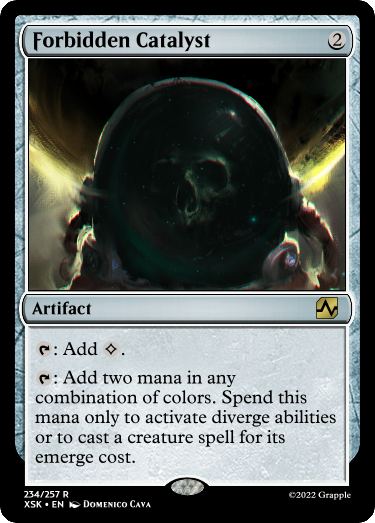 Forbidden Catalyst 2
Artifact
: Add .
: Add two mana in any
combination of colors. Spend this
mana only to activate diverge abilities
or to cast a creature spell for its
emerge cost.
234/257 R
XSK • EN Domenico Cava
©2022 Grapple